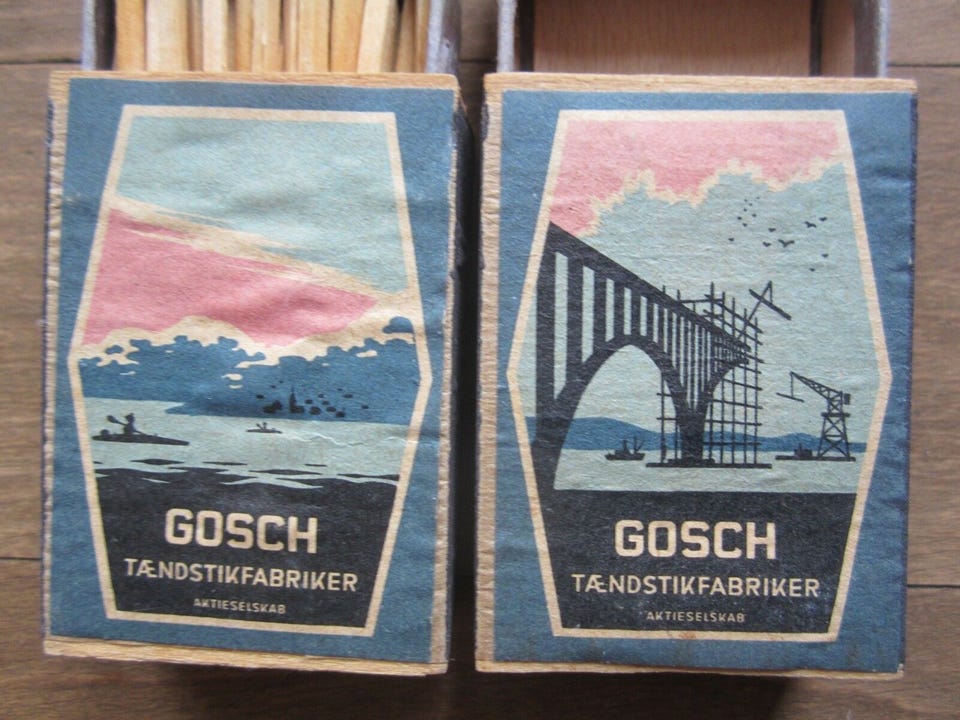 GOSCH
TÆNDSTIKFABRIKER
AKTIESELSKAB
GOSCH
TÆNDSTIKFABRIKER
AKTIESELSKAB